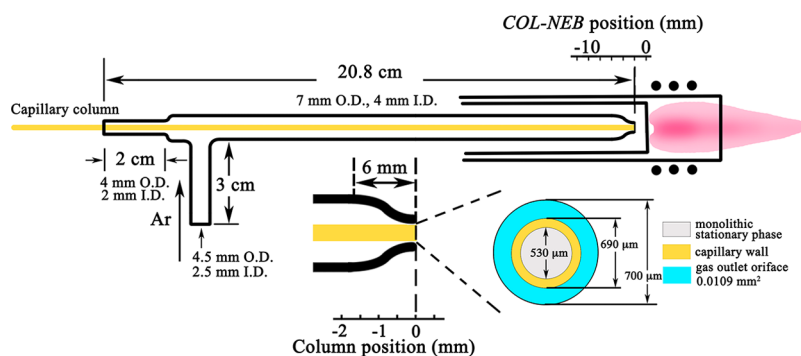 COL-NEB position (mm)
-10
0
20.8 cm
7 mm O.D., 4 mm I.D.
Capillary column
2 cm
4 mm O.D.
2 mm I.D.
Ar
3 cm
4.5 mm O.D.
2.5 mm I.D.
6 mm
-2
-1
0
(mm)
Column position
530 μm
690 μm
700 μm
monolithic
stationary phase
capillary wall
gas outlet oriface
0.0109 mm²